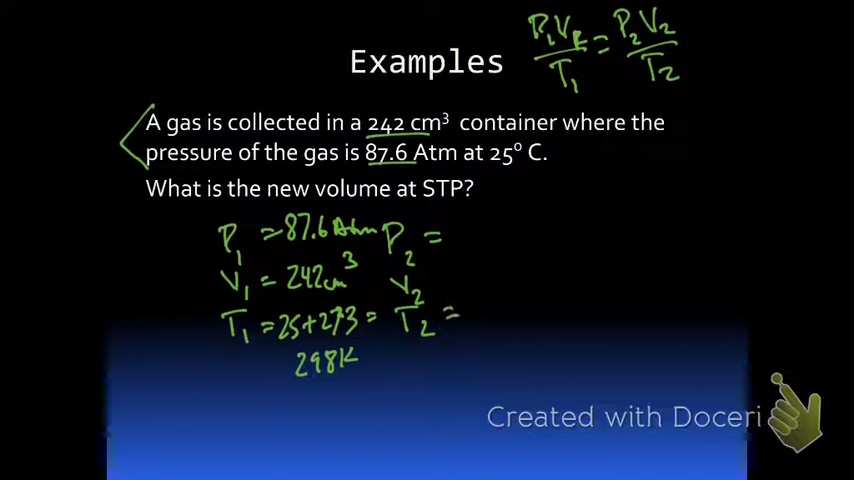 P₁V₁/T₁ = P₂V₂/T₂
Examples
A gas is collected in a 242 cm³ container where the
pressure of the gas is 87.6 Atm at 25° C.
What is the new volume at STP?
P₁ = 87.6 Atm P₂ =
V₁ = 242 cm³ V₂
T₁ = 25+273 = T₂ =
298K
Created with Doceri